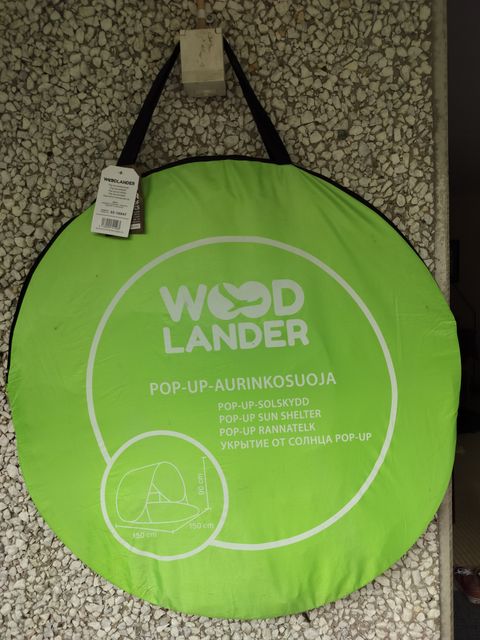 WOODLANDER
WOOD
LANDER
POP-UP-AURINKOSUOJA
POP-UP-SOLSKYDD
POP-UP SUN SHELTER
POP-UP RANNATELK
УКРЫТИЕ ОТ СОЛНЦА POP-UP
90 cm
150 cm
150 cm